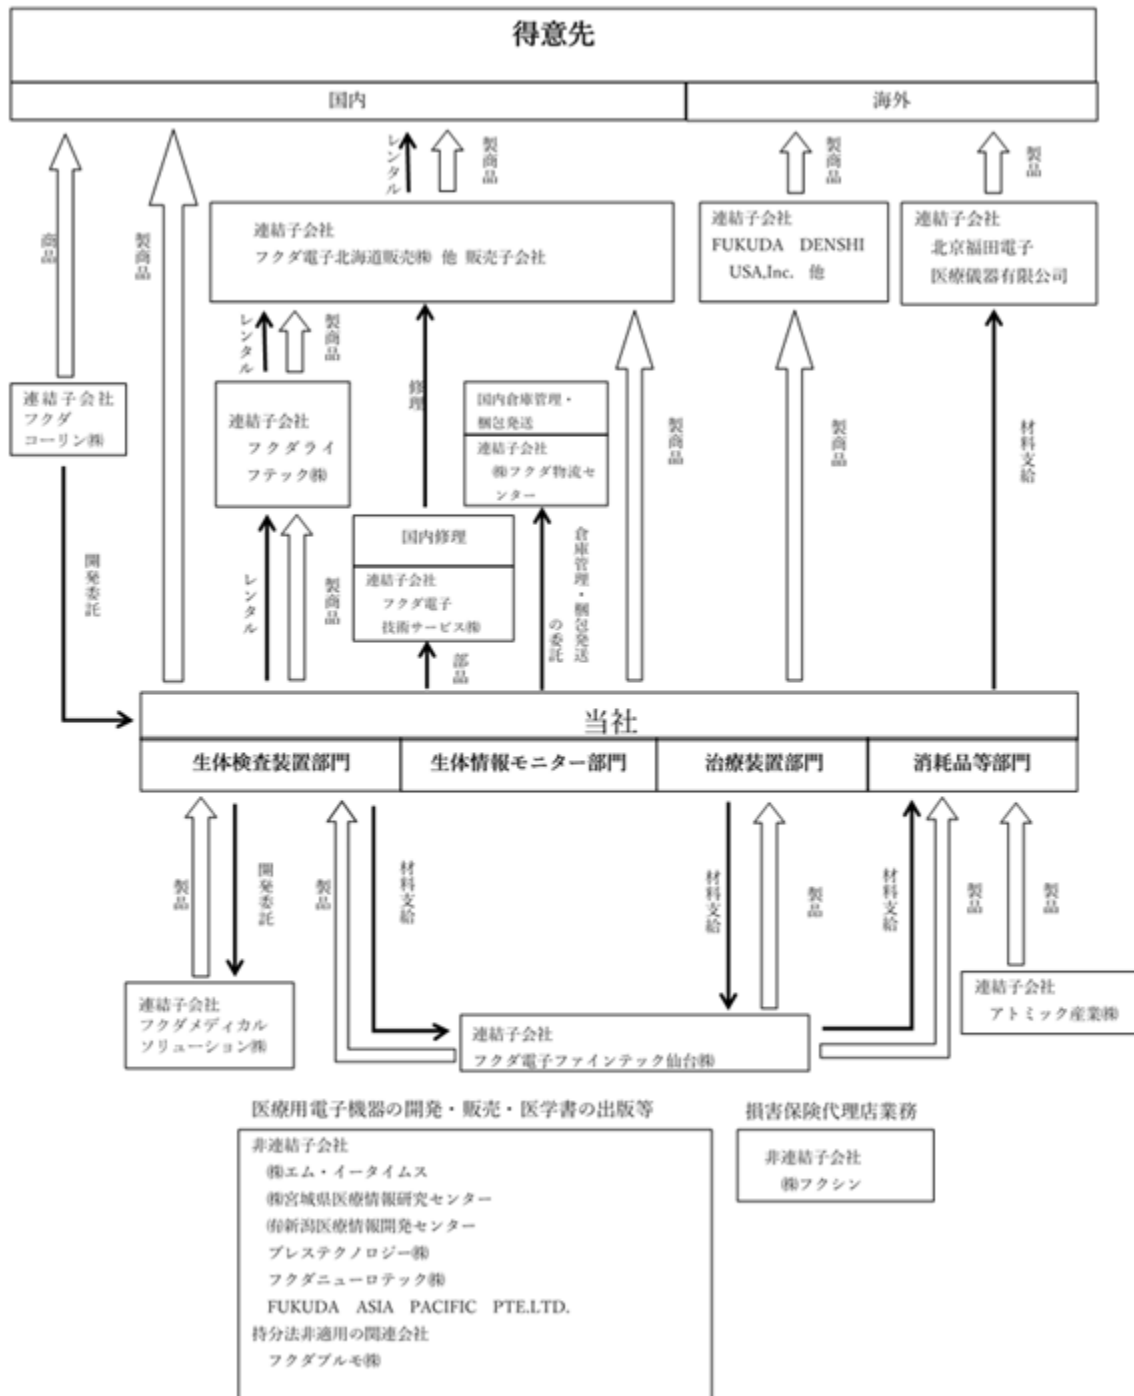 得意先
国内
海外
レンタル
製商品
製商品
製品
商品
製商品
連結子会社
フクダ電子北海道販売㈱ 他 販売子会社
連結子会社
FUKUDA DENSHI
USA,Inc. 他
連結子会社
北京福田電子
医療儀器有限公司
レンタル
製商品
修理
製商品
製商品
材料支給
連結子会社
フクダ
コーリン㈱
連結子会社
フクダライ
フテック㈱
国内倉庫管理・
梱包発送
連結子会社
㈱フクダ物流セ
ンター
国内修理
連結子会社
フクダ電子
技術サービス㈱
開発委託
レンタル
製商品
部品
倉庫管理・梱包発送
の委託
当社
生体検査装置部門
生体情報モニター部門
治療装置部門
消耗品等部門
製品
開発委託
製品
材料支給
材料支給
製品
材料支給
製品
製品
連結子会社
フクダメディカル
ソリューション㈱
連結子会社
フクダ電子ファインテック仙台㈱
連結子会社
アトミック産業㈱
医療用電子機器の開発・販売・医学書の出版等
非連結子会社
㈱エム・イータイムス
㈱宮城県医療情報研究センター
㈲新潟医療情報開発センター
ブレステクノロジー㈱
フクダニューロテック㈱
FUKUDA ASIA PACIFIC PTE.LTD.
持分法非適用の関連会社
フクダブルモ㈱
損害保険代理店業務
非連結子会社
㈱フクシン